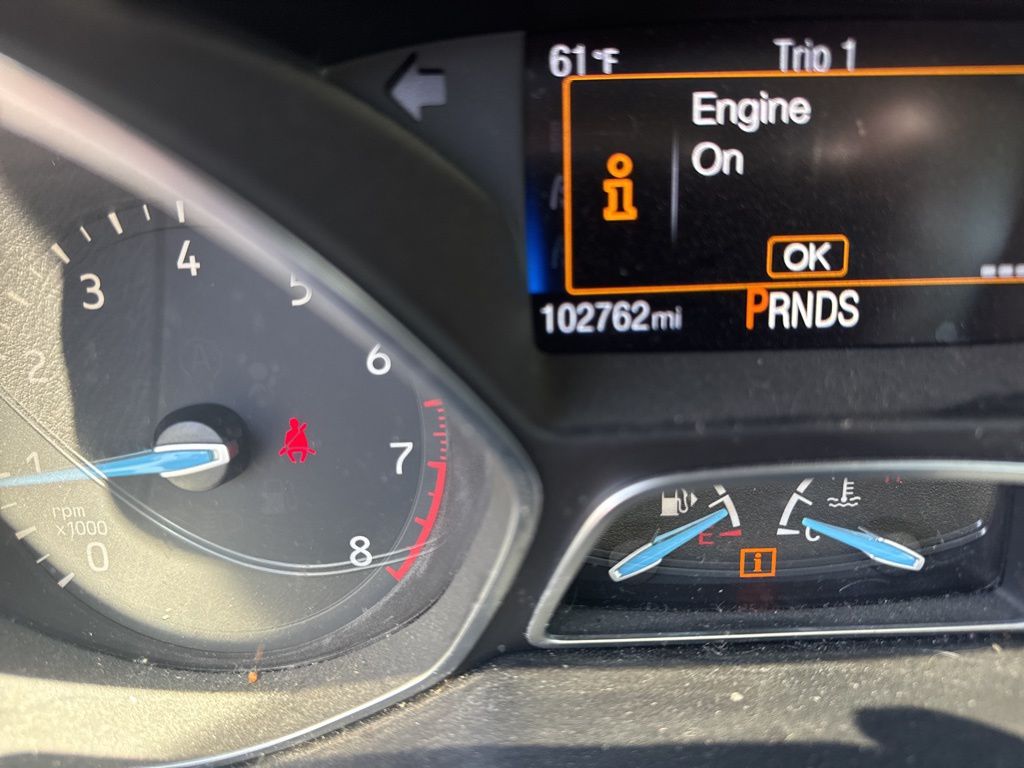 61°F Trip 1
Engine
On
i
OK
102762mi PRNDS
1
2
3
4
5
6
7
8
0
rpm
x1000
E
C
i